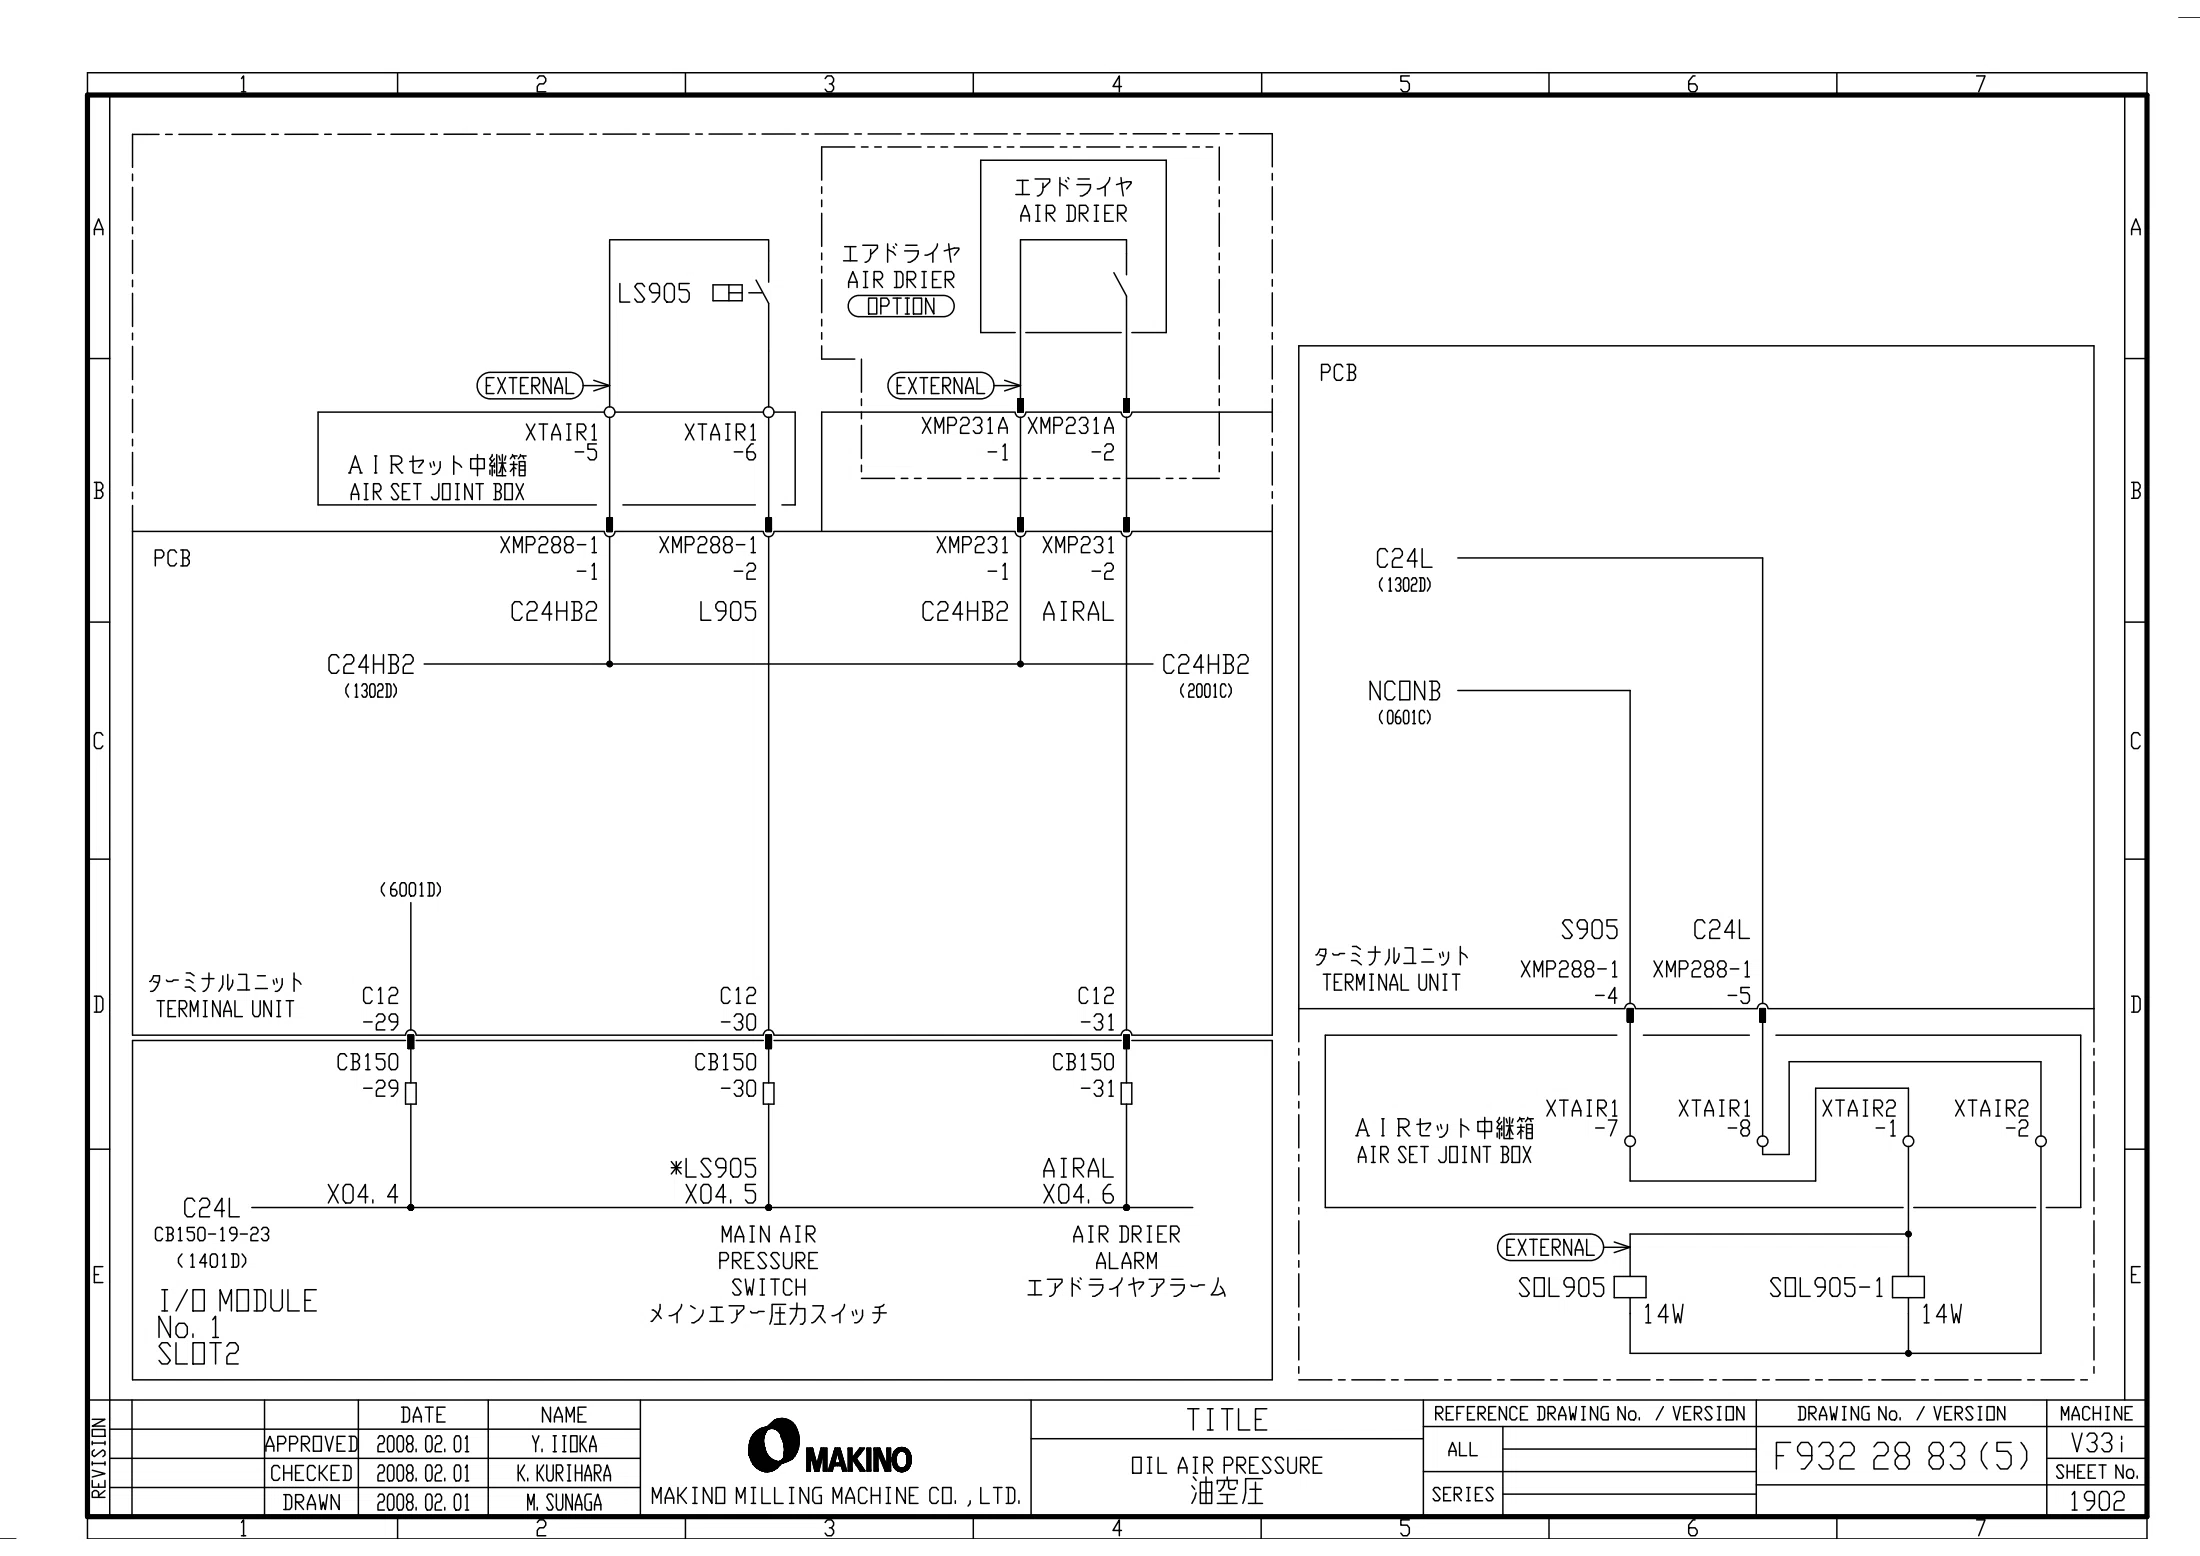 1 2 3 4 5 6 7
A A
B B
C C
D D
E E
エアドライヤ
AIR DRIER
エアドライヤ
AIR DRIER
OPTION
LS905
EXTERNAL
EXTERNAL
XTAIR1
-5
XTAIR1
-6
XMP231A
-1
XMP231A
-2
AIRセット中継箱
AIR SET JOINT BOX
PCB
XMP288-1
-1
XMP288-1
-2
XMP231
-1
XMP231
-2
C24HB2
L905
C24HB2
AIRAL
C24HB2
(1302D)
C24HB2
(2001C)
(6001D)
ターミナルユニット
TERMINAL UNIT
C12
-29
C12
-30
C12
-31
CB150
-29
CB150
-30
CB150
-31
X04.4
*LS905
X04.5
AIRAL
X04.6
C24L
CB150-19-23
(1401D)
MAIN AIR
PRESSURE
SWITCH
メインエアー圧力スイッチ
AIR DRIER
ALARM
エアドライヤアラーム
I/O MODULE
No. 1
SLOT2
PCB
C24L
(1302D)
NCONB
(0601C)
ターミナルユニット
TERMINAL UNIT
S905
XMP288-1
-4
C24L
XMP288-1
-5
AIRセット中継箱
AIR SET JOINT BOX
XTAIR1
-7
XTAIR1
-8
XTAIR2
-1
XTAIR2
-2
EXTERNAL
SOL905
14W
SOL905-1
14W
REVISION
DATE NAME
APPROVED 2008.02.01 Y. IIOKA
CHECKED 2008.02.01 K. KURIHARA
DRAWN 2008.02.01 M. SUNAGA
MAKINO
MAKINO MILLING MACHINE CO., LTD.
TITLE
OIL AIR PRESSURE
油空圧
REFERENCE DRAWING No. / VERSION
ALL
SERIES
DRAWING No. / VERSION
F932 28 83 (5)
MACHINE
V33i
SHEET No.
1902
1 2 3 4 5 6 7